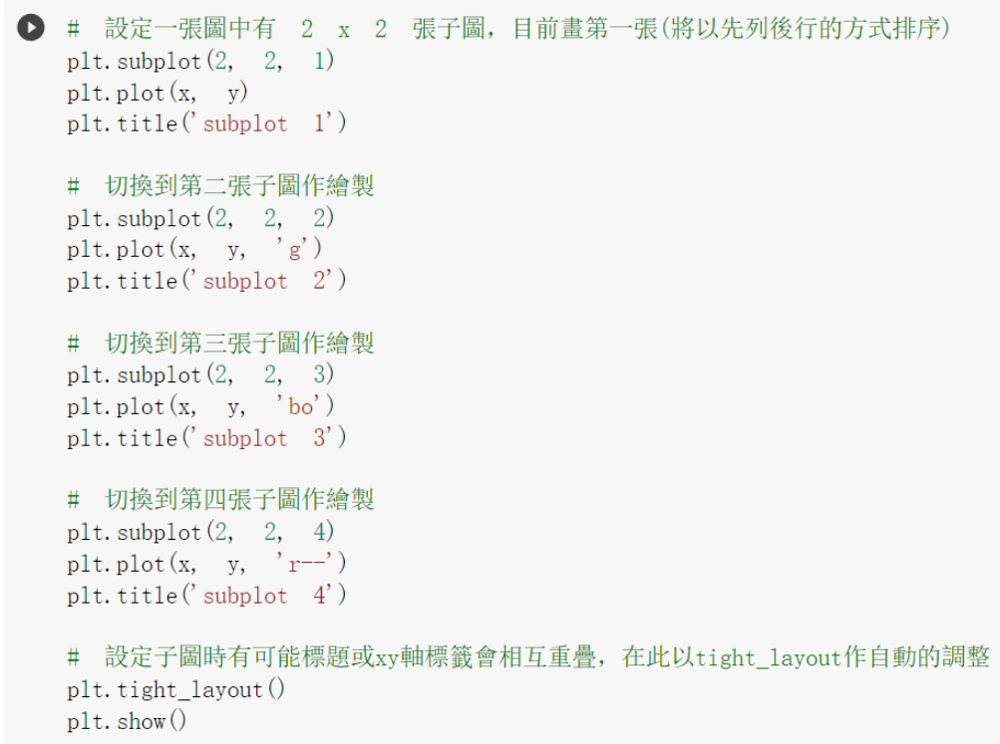 # 設定一張圖中有 2 x 2 張子圖，目前畫第一張(將以先列後行的方式排序)
plt.subplot(2, 2, 1)
plt.plot(x, y)
plt.title('subplot 1')
# 切換到第二張子圖作繪製
plt.subplot(2, 2, 2)
plt.plot(x, y, 'g')
plt.title('subplot 2')
# 切換到第三張子圖作繪製
plt.subplot(2, 2, 3)
plt.plot(x, y, 'bo')
plt.title('subplot 3')
# 切換到第四張子圖作繪製
plt.subplot(2, 2, 4)
plt.plot(x, y, 'r--')
plt.title('subplot 4')
# 設定子圖時有可能標題或xy軸標籤會相互重疊，在此以tight_layout作自動的調整
plt.tight_layout()
plt.show()